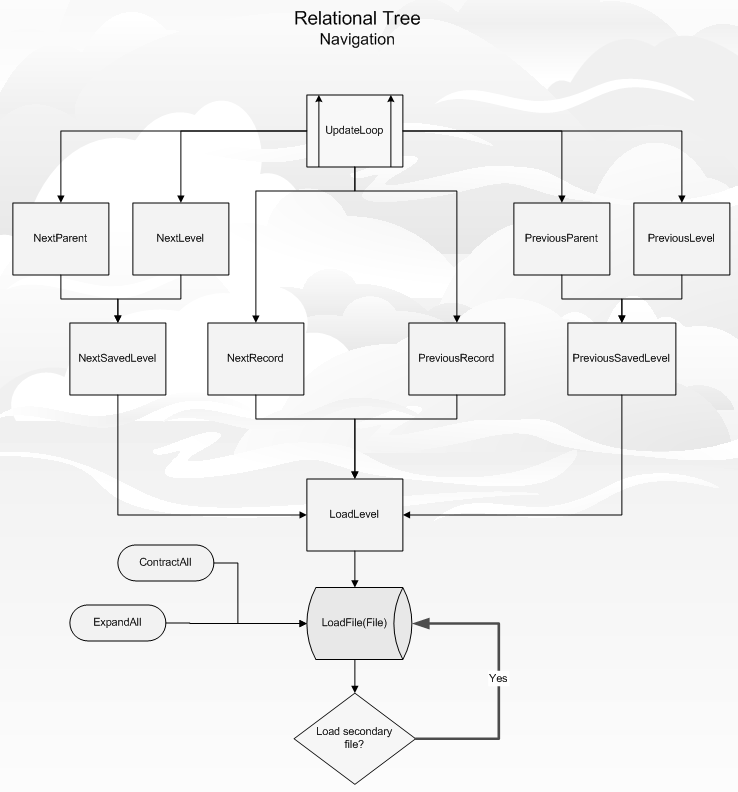 Relational Tree
Navigation
UpdateLoop
NextParent
NextLevel
PreviousParent
PreviousLevel
NextSavedLevel
NextRecord
PreviousRecord
PreviousSavedLevel
LoadLevel
ContractAll
ExpandAll
LoadFile(File)
Yes
Load secondary
file?